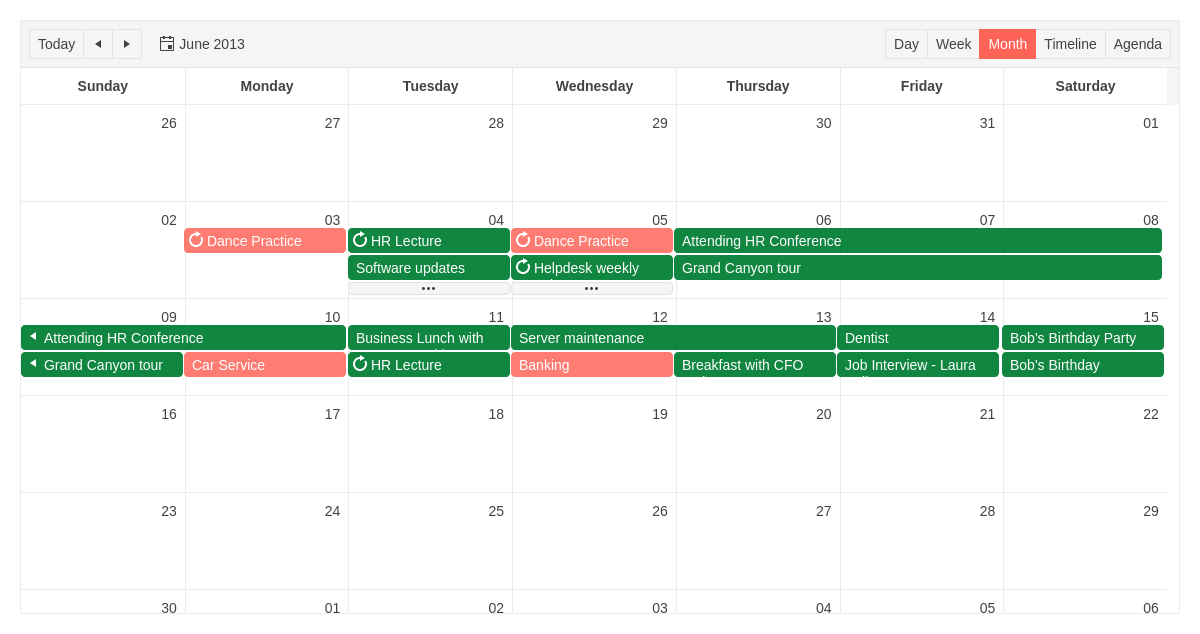 Today June 2013 Day Week Month Timeline Agenda
Sunday Monday Tuesday Wednesday Thursday Friday Saturday
26 27 28 29 30 31 01
02 03 04 05 06 07 08
Dance Practice HR Lecture Dance Practice Attending HR Conference
Software updates Helpdesk weekly Grand Canyon tour
09 10 11 12 13 14 15
Attending HR Conference Business Lunch with Server maintenance Dentist Bob's Birthday Party
Grand Canyon tour Car Service HR Lecture Banking Breakfast with CFO Job Interview - Laura Bob's Birthday
16 17 18 19 20 21 22
23 24 25 26 27 28 29
30 01 02 03 04 05 06